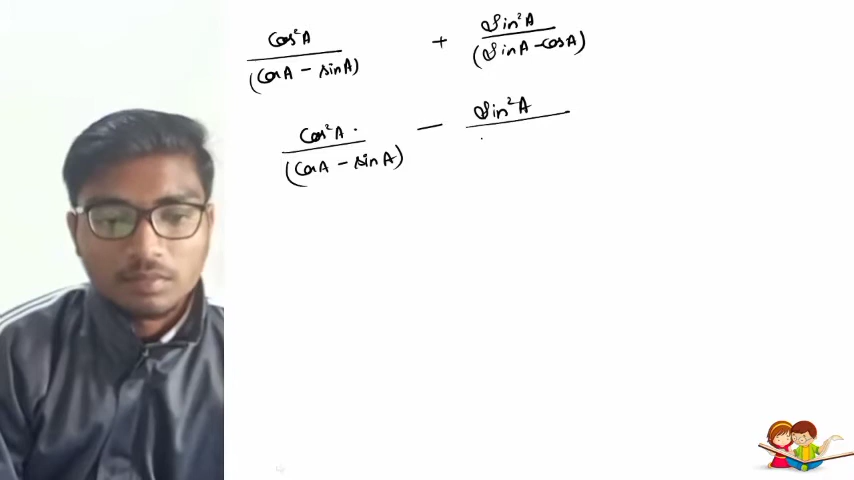 Cos²A / (CosA - sinA) + Sin²A / (SinA - cosA)
Cos²A / (CosA - sinA) - Sin²A /